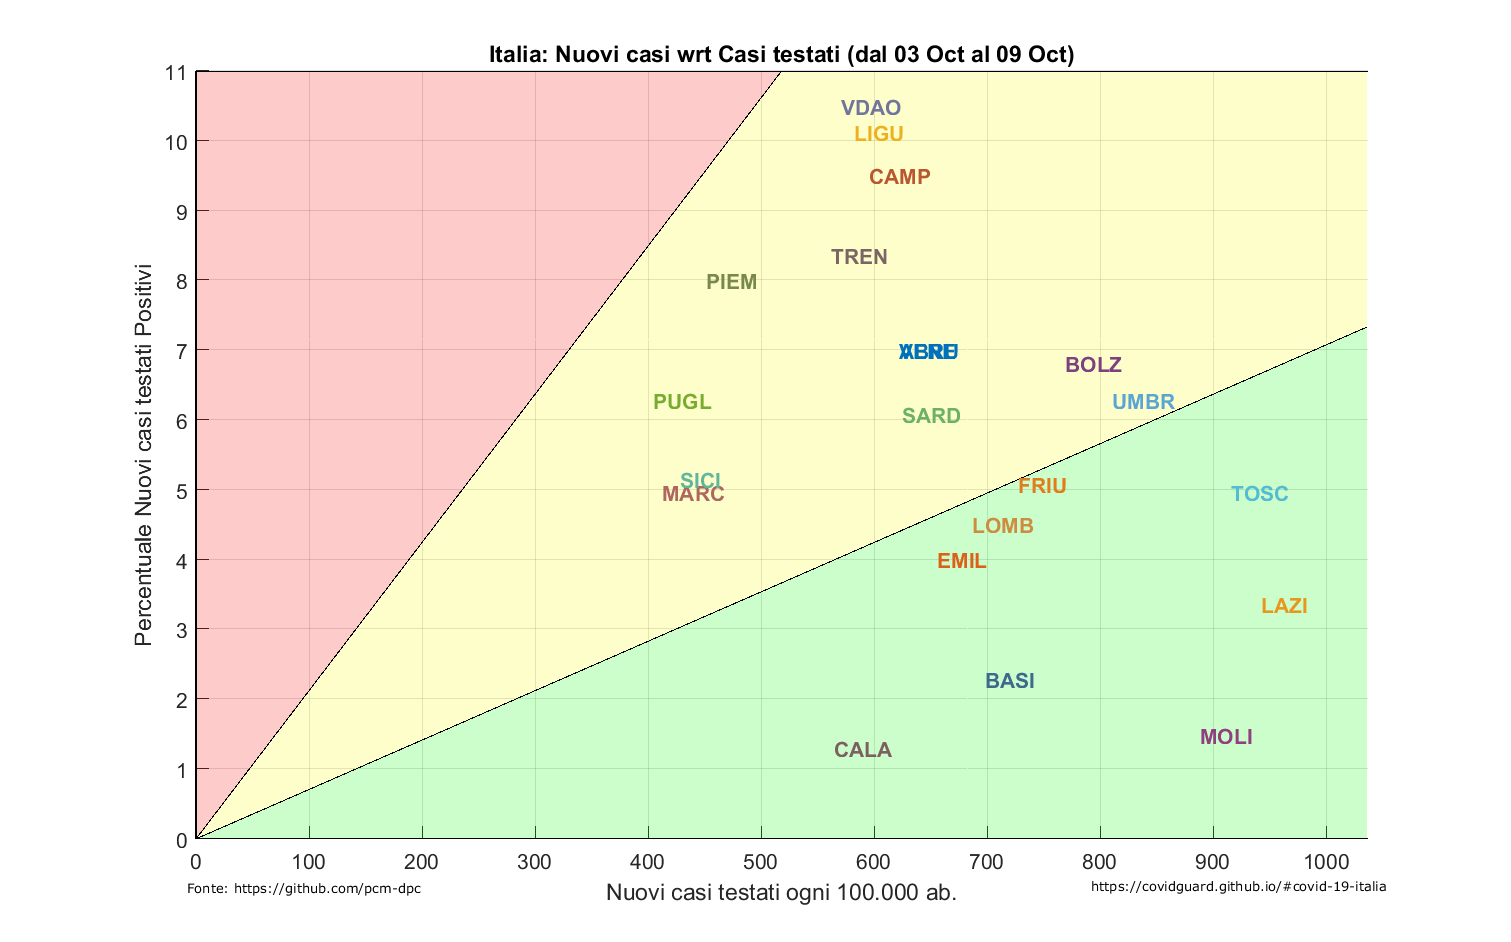 Italia: Nuovi casi wrt Casi testati (dal 03 Oct al 09 Oct)
11
10
9
8
7
6
5
4
3
2
1
0
Percentuale Nuovi casi testati Positivi
VDAO
LIGU
CAMP
TREN
PIEM
BOLZ
PUGL
UMBR
SARD
SICI
MARC
FRIU
TOSC
LOMB
EMIL
LAZI
BASI
MOLI
CALA
0 100 200 300 400 500 600 700 800 900 1000
Nuovi casi testati ogni 100.000 ab.
Fonte: https://github.com/pcm-dpc
https://covidguard.github.io/#covid-19-italia